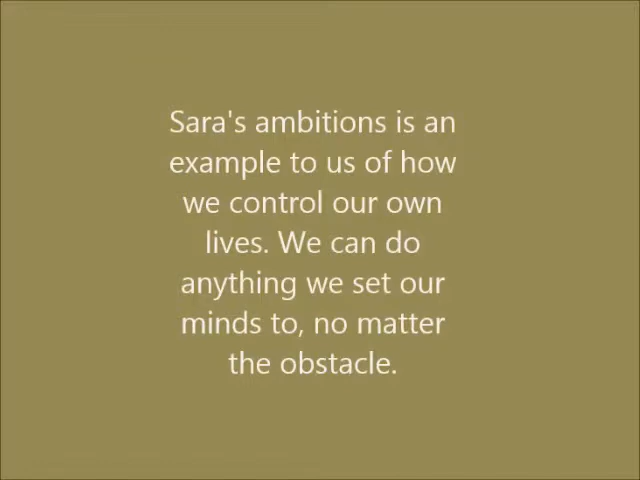 Sara's ambitions is an
example to us of how
we control our own
lives. We can do
anything we set our
minds to, no matter
the obstacle.